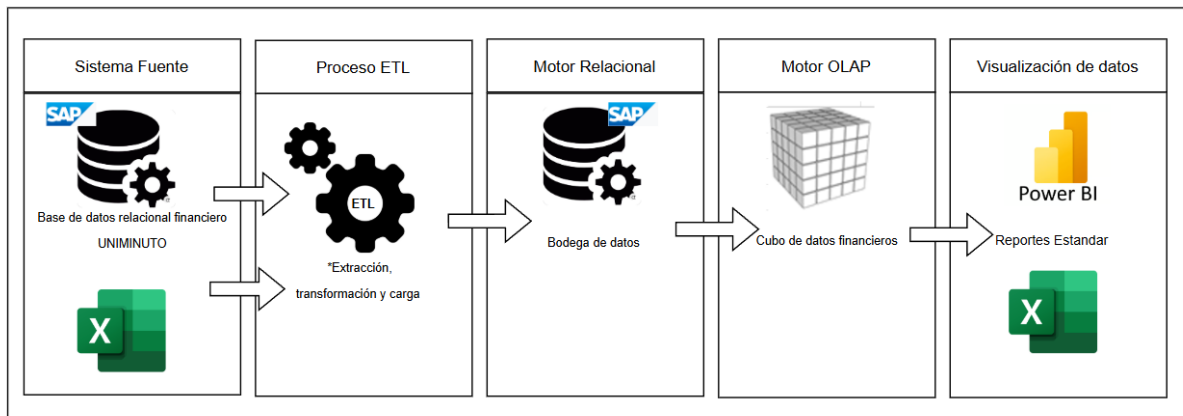 Sistema Fuente
SAP
Base de datos relacional financiero
UNIMINUTO
X
Proceso ETL
ETL
*Extracción,
transformación y carga
Motor Relacional
SAP
Bodega de datos
Motor OLAP
Cubo de datos financieros
Visualización de datos
Power BI
Reportes Estandar
X